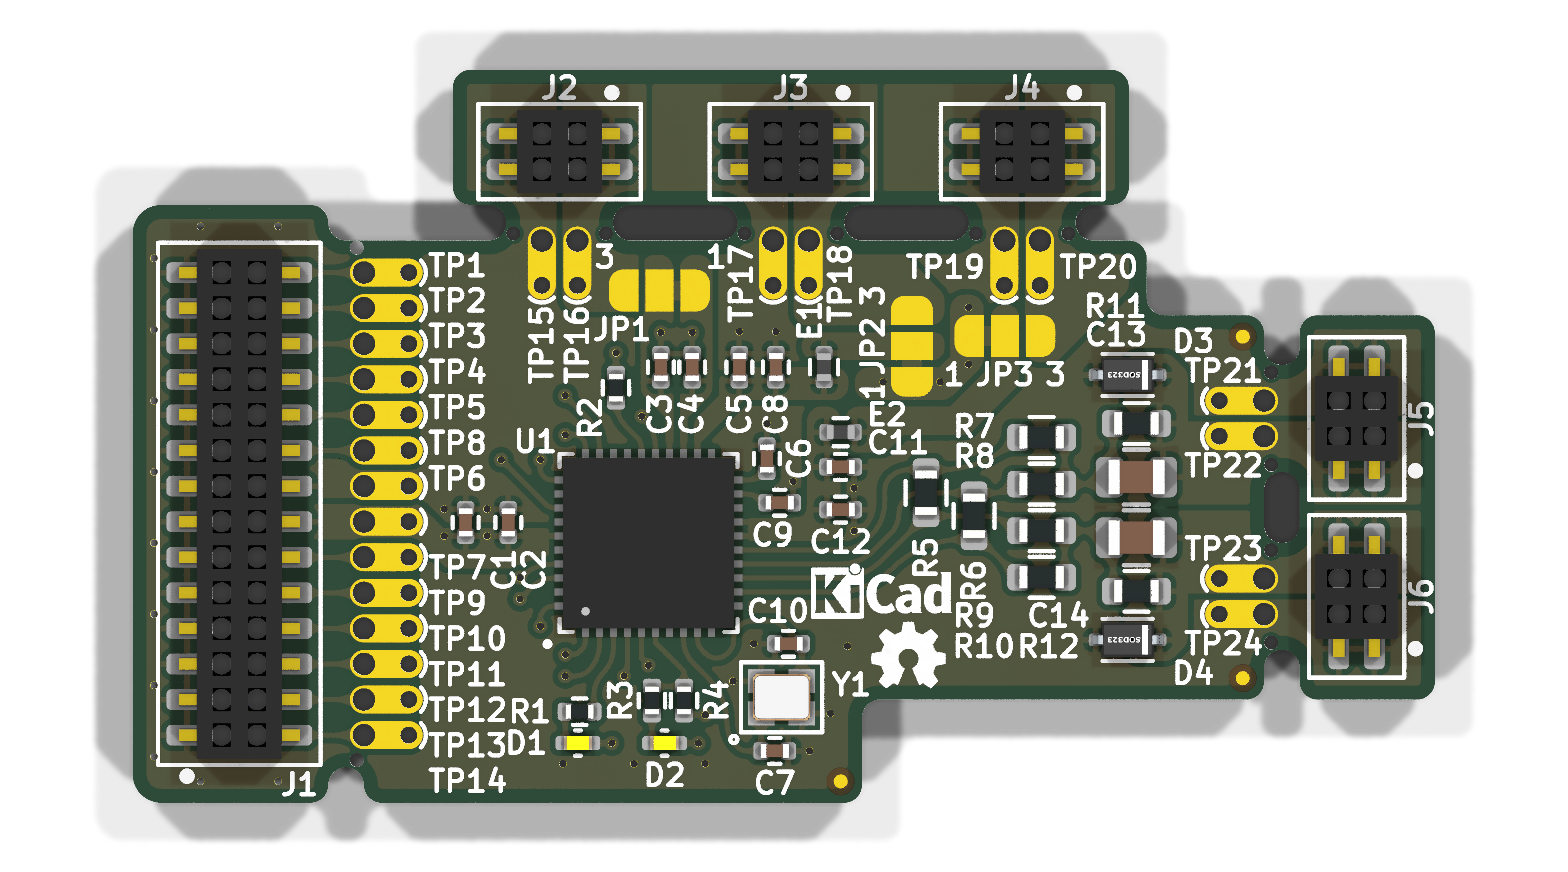 J2
J3
J4
TP1
TP2
TP3
TP4
TP5
TP8
TP6
TP7
TP9
TP10
TP11
TP12
TP13
TP14
J1
3
1
JP1
TP15
TP16
TP17
TP18
E1
TP19
TP20
3
JP2
1
1 JP3 3
R11
C13
D3
TP21
TP22
J5
R2
C3
C4
C5
C8
U1
E2
C11
C6
R7
R8
SOD323
C9
C12
C1
C2
R5
R6
KiCad
C10
R9
R10
C14
R12
TP23
TP24
J6
SOD323
D4
R3
R4
Y1
R1
D1
D2
C7